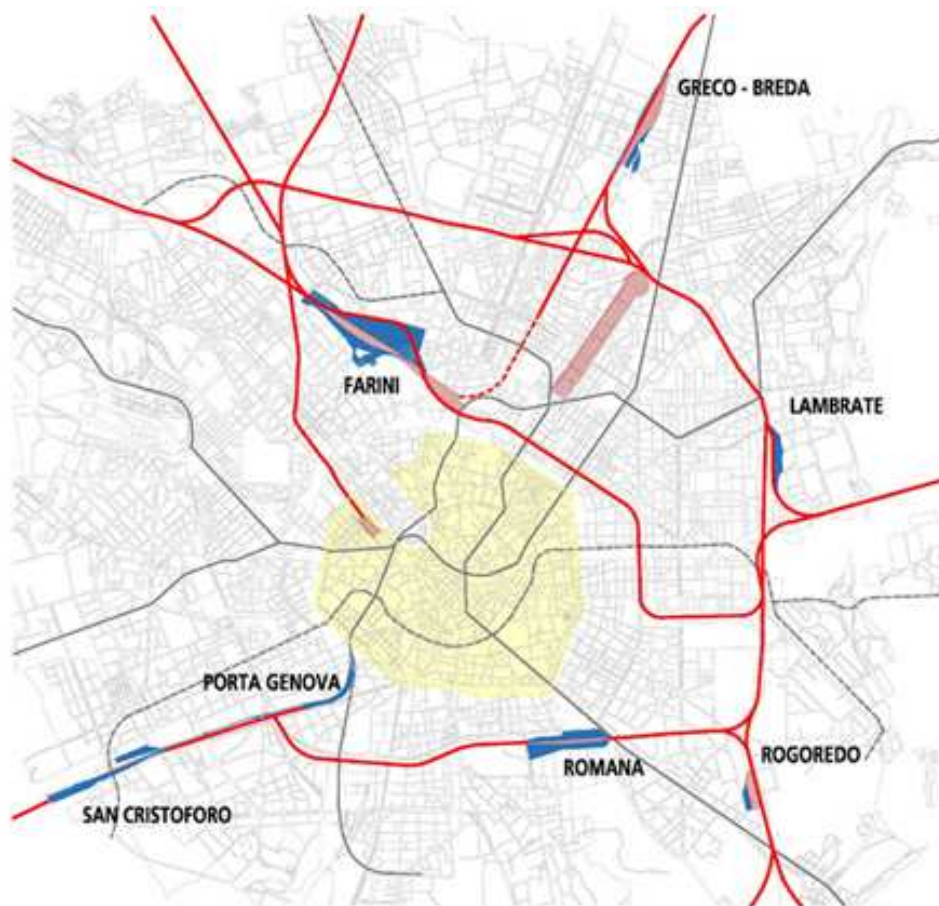 GRECO - BREDA
FARINI
LAMBRATE
PORTA GENOVA
ROMANA
ROGOREDO
SAN CRISTOFORO